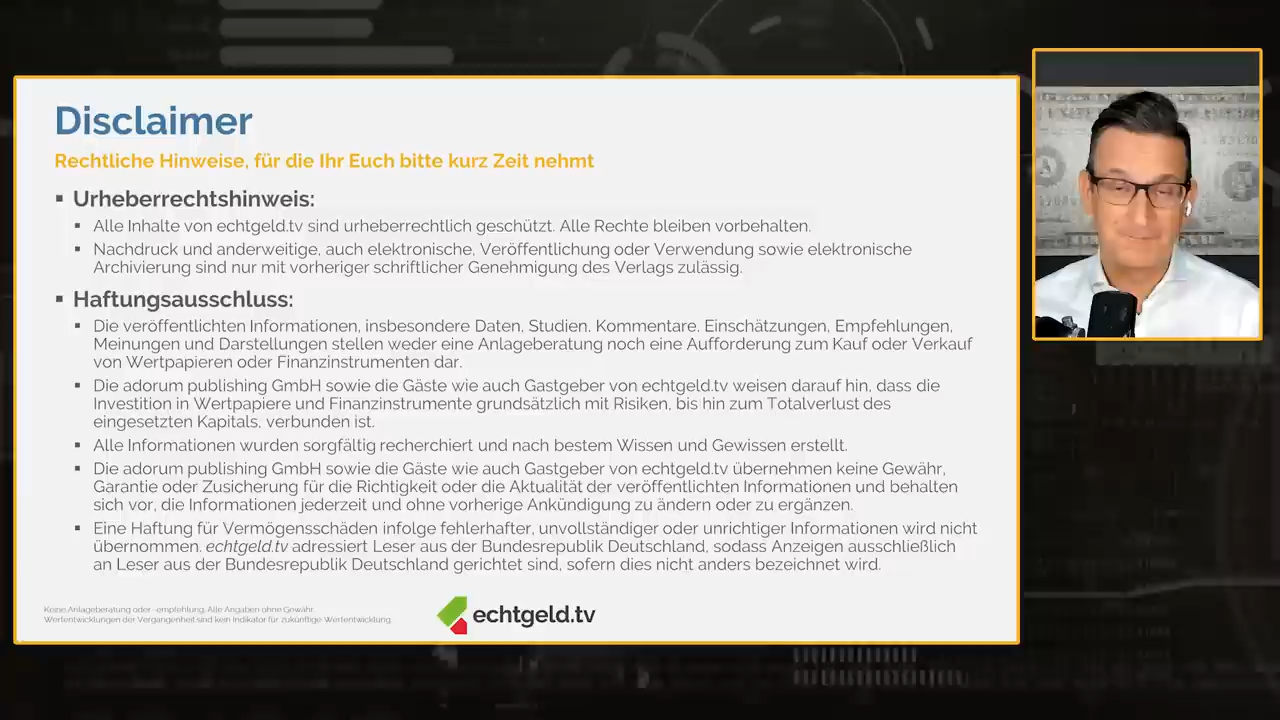 Disclaimer
Rechtliche Hinweise, für die Ihr Euch bitte kurz Zeit nehmt
▪ Urheberrechtshinweis:
▪ Alle Inhalte von echtgeld.tv sind urheberrechtlich geschützt. Alle Rechte bleiben vorbehalten.
▪ Nachdruck und anderweitige, auch elektronische, Veröffentlichung oder Verwendung sowie elektronische
Archivierung sind nur mit vorheriger schriftlicher Genehmigung des Verlags zulässig.
▪ Haftungsausschluss:
▪ Die veröffentlichten Informationen, insbesondere Daten, Studien, Kommentare, Einschätzungen, Empfehlungen,
Meinungen und Darstellungen stellen weder eine Anlageberatung noch eine Aufforderung zum Kauf oder Verkauf
von Wertpapieren oder Finanzinstrumenten dar.
▪ Die adorum publishing GmbH sowie die Gäste wie auch Gastgeber von echtgeld.tv weisen darauf hin, dass die
Investition in Wertpapiere und Finanzinstrumente grundsätzlich mit Risiken, bis hin zum Totalverlust des
eingesetzten Kapitals, verbunden ist.
▪ Alle Informationen wurden sorgfältig recherchiert und nach bestem Wissen und Gewissen erstellt.
▪ Die adorum publishing GmbH sowie die Gäste wie auch Gastgeber von echtgeld.tv übernehmen keine Gewähr,
Garantie oder Zusicherung für die Richtigkeit oder die Aktualität der veröffentlichten Informationen und behalten
sich vor, die Informationen jederzeit und ohne vorherige Ankündigung zu ändern oder zu ergänzen.
▪ Eine Haftung für Vermögensschäden infolge fehlerhafter, unvollständiger oder unrichtiger Informationen wird nicht
übernommen. echtgeld.tv adressiert Leser aus der Bundesrepublik Deutschland, sodass Anzeigen ausschließlich
an Leser aus der Bundesrepublik Deutschland gerichtet sind, sofern dies nicht anders bezeichnet wird.
Keine Anlageberatung oder -empfehlung. Alle Angaben ohne Gewähr.
Wertentwicklungen der Vergangenheit sind kein Indikator für zukünftige Wertentwicklung.
echtgeld.tv